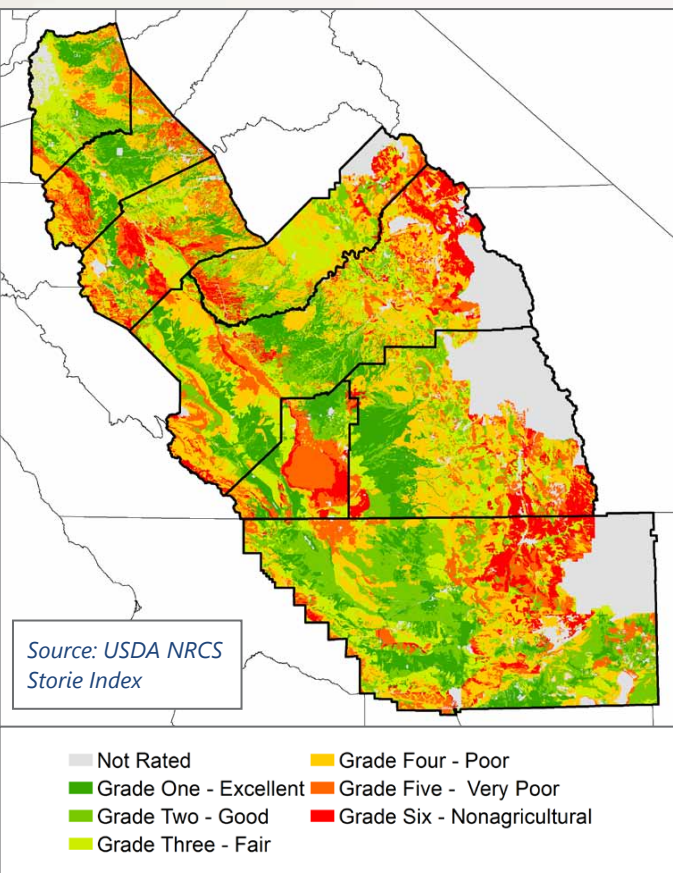 Source: USDA NRCS
Storie Index
Not Rated
Grade One - Excellent
Grade Two - Good
Grade Three - Fair
Grade Four - Poor
Grade Five - Very Poor
Grade Six - Nonagricultural